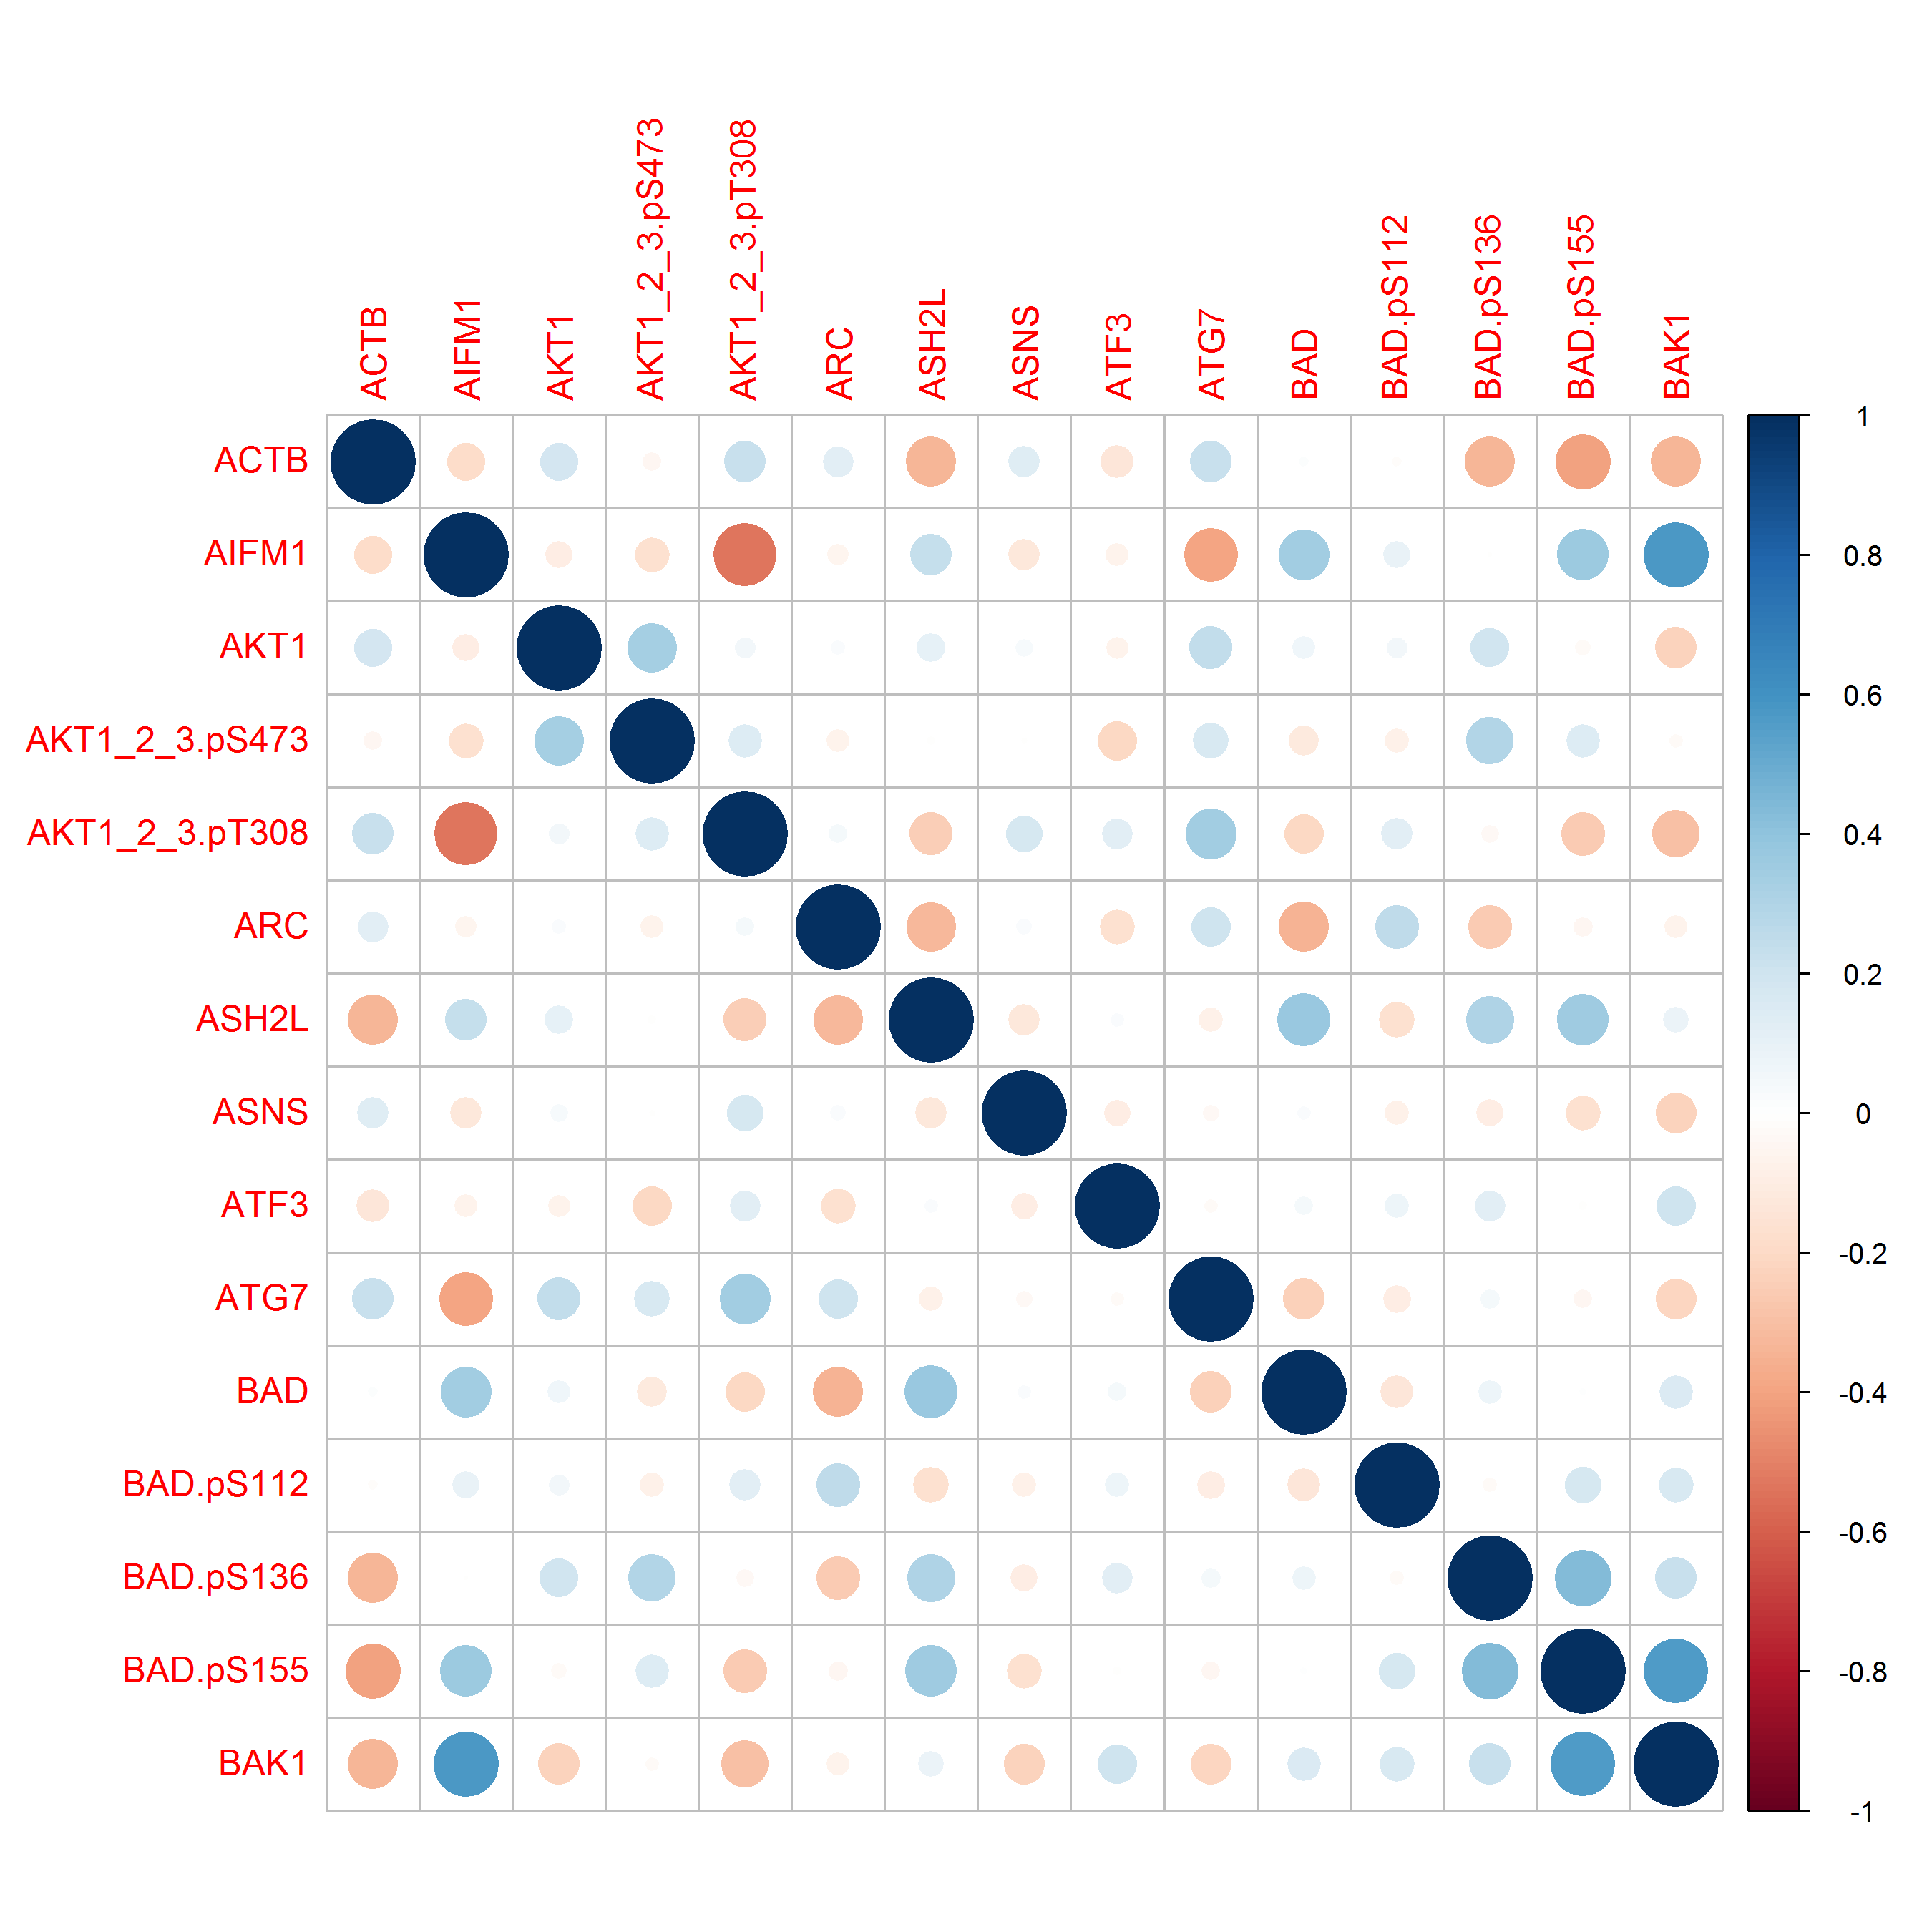 ACTB
AIFM1
AKT1
AKT1_2_3.pS473
AKT1_2_3.pT308
ARC
ASH2L
ASNS
ATF3
ATG7
BAD
BAD.pS112
BAD.pS136
BAD.pS155
BAK1
ACTB
AIFM1
AKT1
AKT1_2_3.pS473
AKT1_2_3.pT308
ARC
ASH2L
ASNS
ATF3
ATG7
BAD
BAD.pS112
BAD.pS136
BAD.pS155
BAK1
1
0.8
0.6
0.4
0.2
0
-0.2
-0.4
-0.6
-0.8
-1